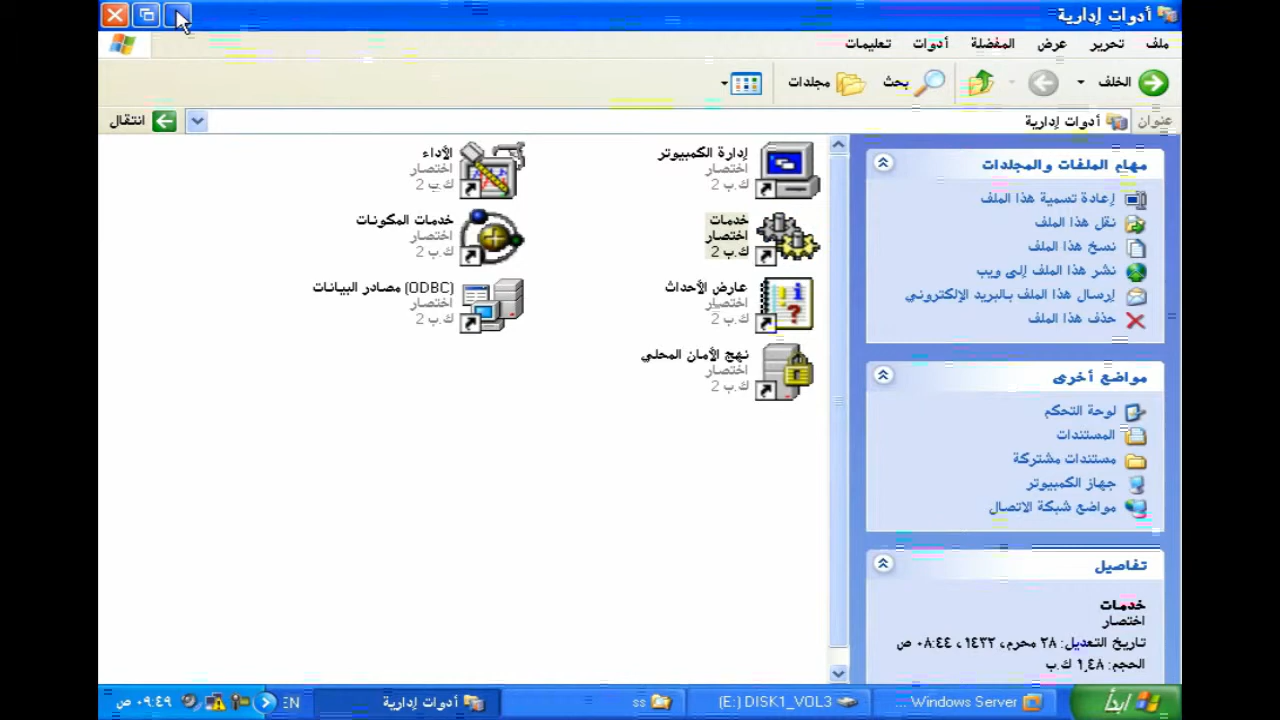 أدوات إدارية
ملف تحرير عرض المفضلة أدوات تعليمات
الخلف بحث مجلدات
عنوان أدوات إدارية انتقال
مهام الملفات والمجلدات
إعادة تسمية هذا الملف
نقل هذا الملف
نسخ هذا الملف
نشر هذا الملف إلى ويب
إرسال هذا الملف بالبريد الإلكتروني
حذف هذا الملف
مواضع أخرى
لوحة التحكم
المستندات
مستندات مشتركة
جهاز الكمبيوتر
مواضع شبكة الاتصال
تفاصيل
خدمات
اختصار
تاريخ التعديل: ٢٨ محرم، ١٤٣٢، ٠٨:٤٤ ص
الحجم: ١,٤٨ ك.ب
إدارة الكمبيوتر
اختصار
2 ك.ب
الأداء
اختصار
2 ك.ب
خدمات
اختصار
2 ك.ب
خدمات المكونات
اختصار
2 ك.ب
عارض الأحداث
اختصار
2 ك.ب
مصادر البيانات (ODBC)
اختصار
2 ك.ب
نهج الأمان المحلي
اختصار
2 ك.ب
ابدأ
Windows Server ...
DISK1_VOL3 (E:)
ss
أدوات إدارية
EN
٠٩:٤٩ ص